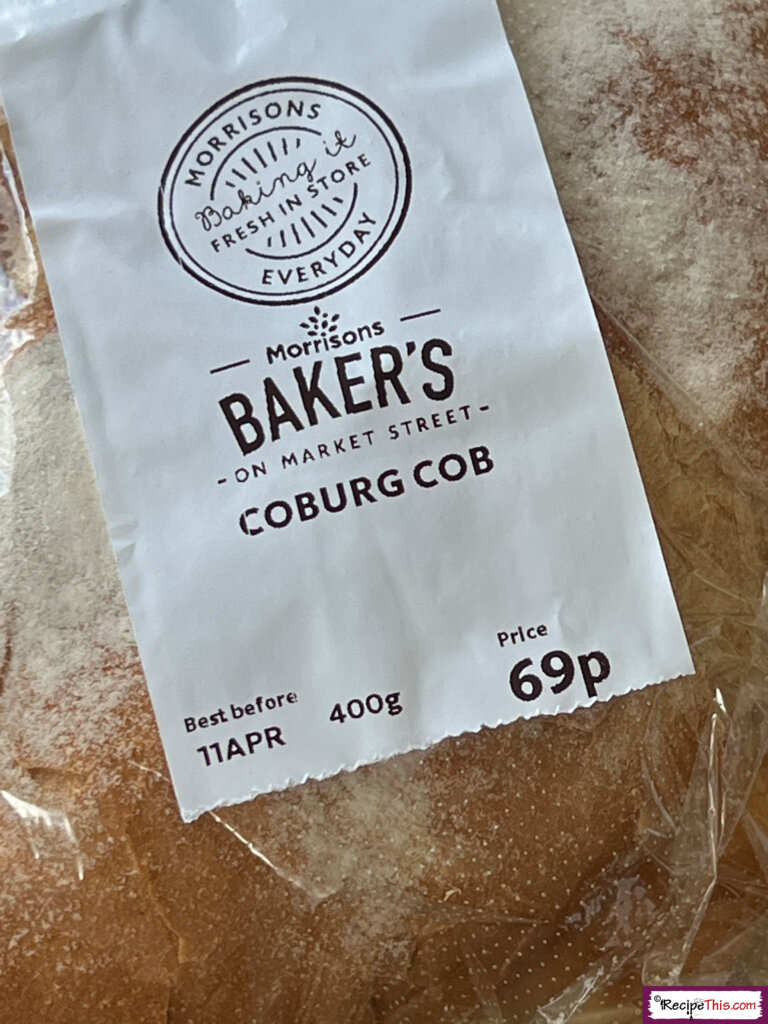 MORRISONS
Baking it
FRESH IN STORE
EVERYDAY
Morrisons
BAKER'S
- ON MARKET STREET -
COBURG COB
Price
69p
Best before
400g
11APR
©iRecipeThis.com